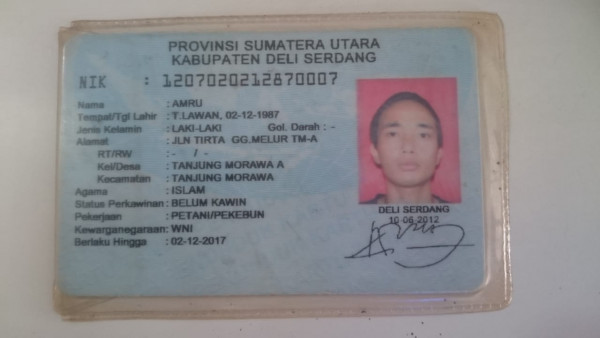 PROVINSI SUMATERA UTARA
KABUPATEN DELI SERDANG
NIK : 1207020212870007
Nama : AMRU
Tempat/Tgl Lahir : T.LAWAN, 02-12-1987
Jenis Kelamin : LAKI-LAKI Gol. Darah : -
Alamat : JLN TIRTA GG.MELUR TM-A
RT/RW : - / -
Kel/Desa : TANJUNG MORAWA A
Kecamatan : TANJUNG MORAWA
Agama : ISLAM
Status Perkawinan: BELUM KAWIN
Pekerjaan : PETANI/PEKEBUN
Kewarganegaraan: WNI
Berlaku Hingga : 02-12-2017
DELI SERDANG
10-06-2012